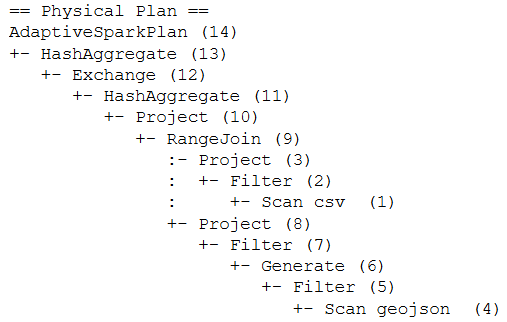 == Physical Plan ==
AdaptiveSparkPlan (14)
+- HashAggregate (13)
   +- Exchange (12)
      +- HashAggregate (11)
         +- Project (10)
            +- RangeJoin (9)
               :- Project (3)
               :  +- Filter (2)
               :     +- Scan csv  (1)
               +- Project (8)
                  +- Filter (7)
                     +- Generate (6)
                        +- Filter (5)
                           +- Scan geojson  (4)